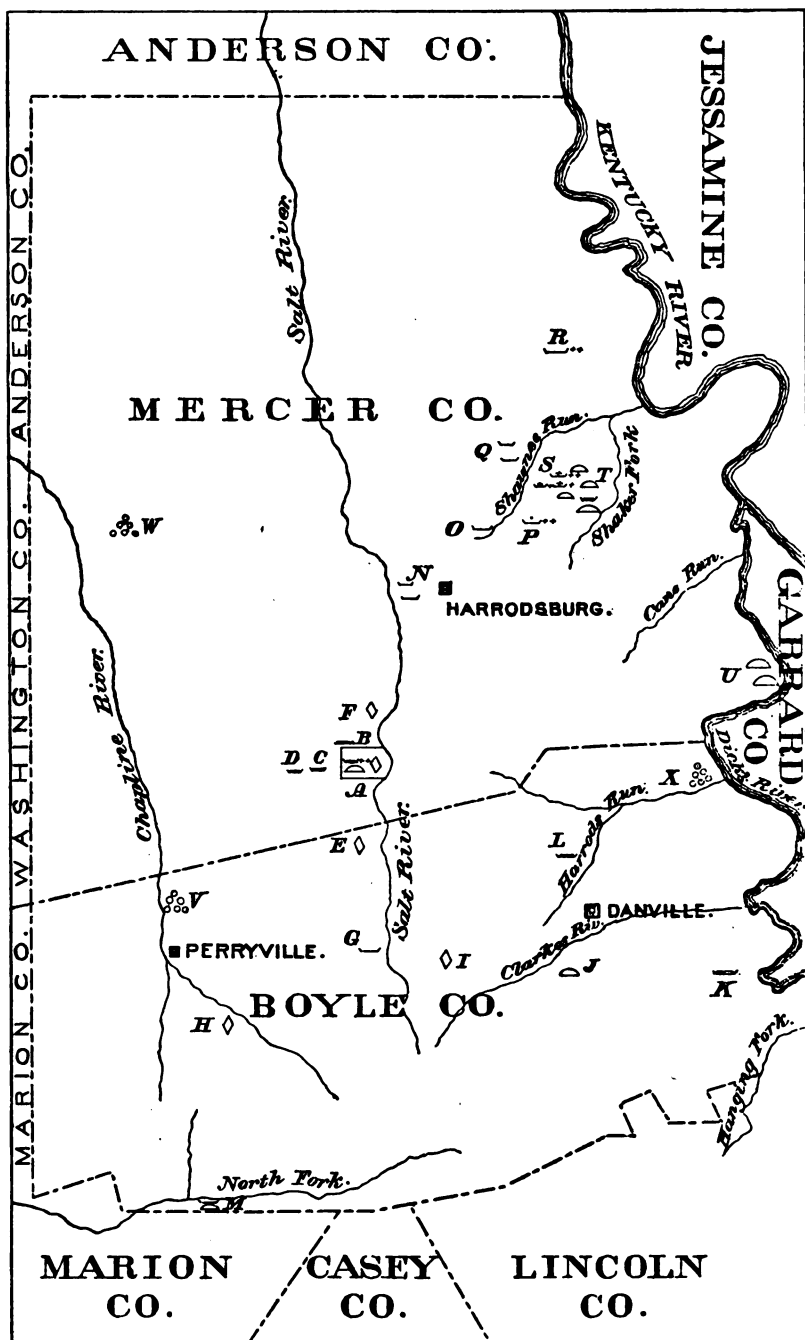 ANDERSON CO.
JESSAMINE CO.
KENTUCKY RIVER
Salt River.
MARION CO. WASHINGTON CO. ANDERSON CO.
R
MERCER CO.
Shawnee Run.
Q
S
T
Shaker Fork
W
O
P
N
HARRODSBURG.
Cane Run.
GARRARD CO
U
F
B
D
C
A
Dicks River.
X
Chapline River.
E
Salt River.
L
Harrods Run.
V
DANVILLE.
G
PERRYVILLE.
I
Clarkes Riv.
J
K
BOYLE CO.
H
Hanging Fork.
North Fork.
M
MARION CO.
CASEY CO.
LINCOLN CO.